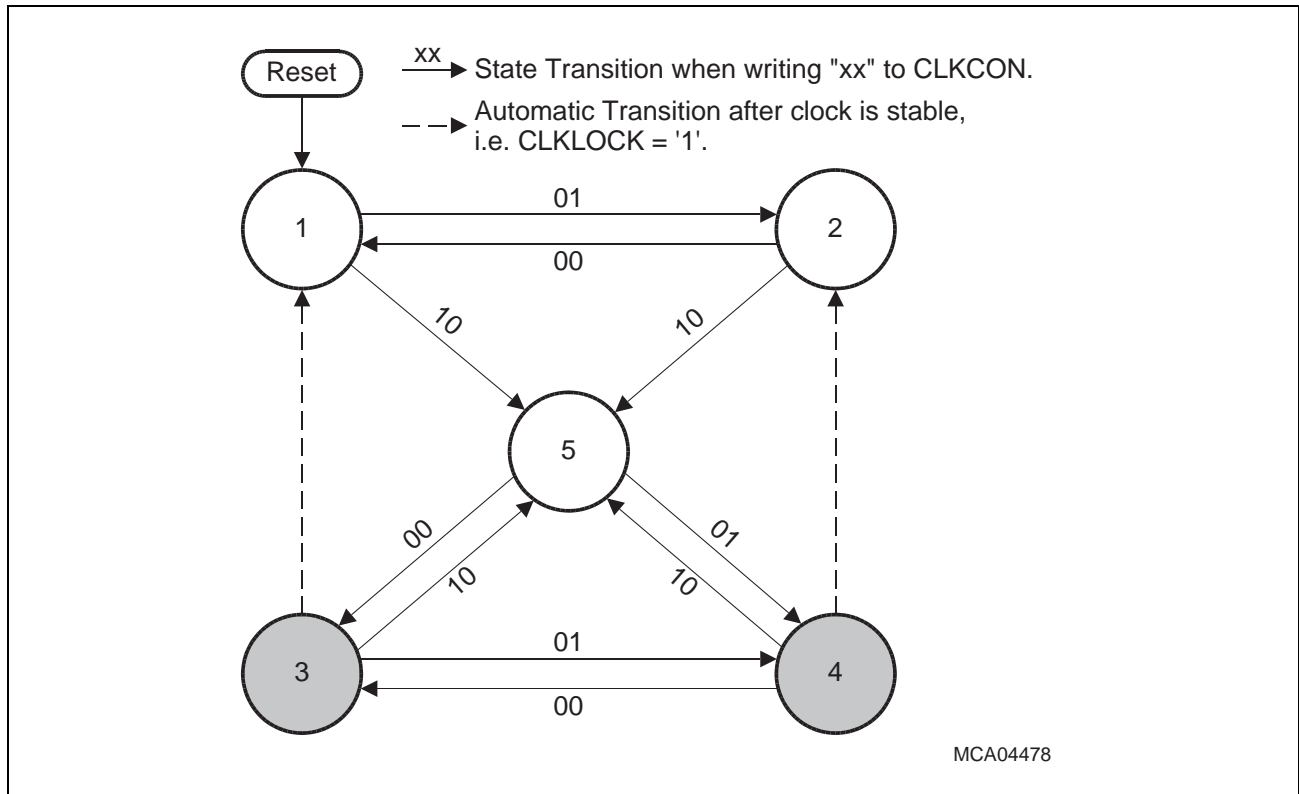 Reset
xx
State Transition when writing "xx" to CLKCON.
Automatic Transition after clock is stable,
i.e. CLKLOCK = '1'.
01
1
2
00
10
10
5
00
01
10
10
01
3
4
00
MCA04478